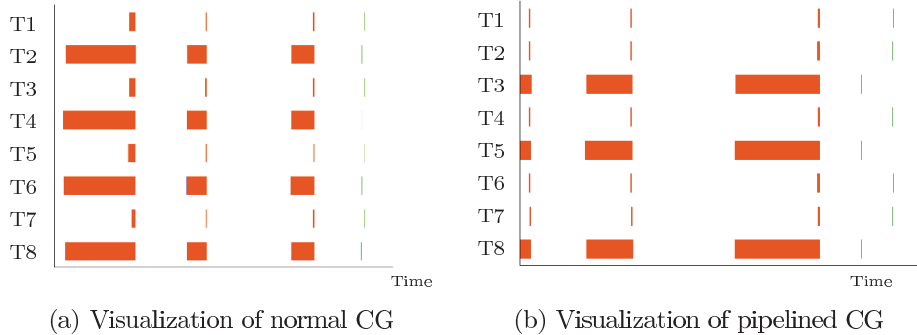 T1
T2
T3
T4
T5
T6
T7
T8
Time
(a) Visualization of normal CG
T1
T2
T3
T4
T5
T6
T7
T8
Time
(b) Visualization of pipelined CG